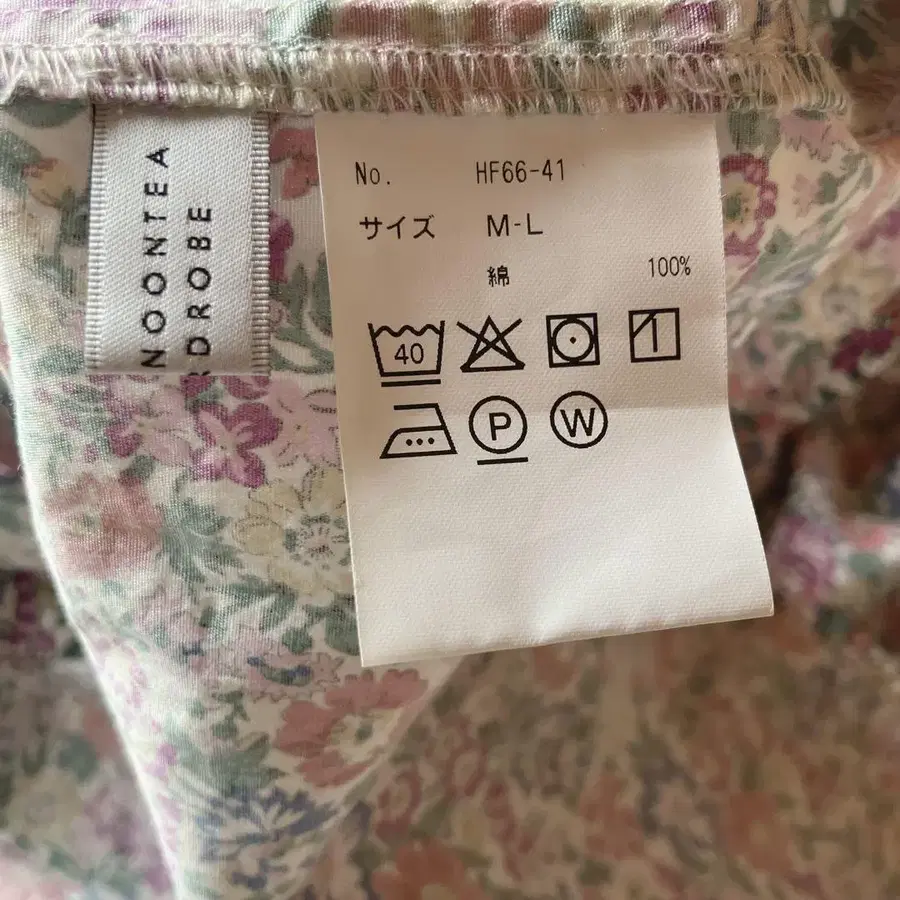 NOONTEA
RDROBE
No. HF66-41
サイズ M-L
綿 100%
40
P W